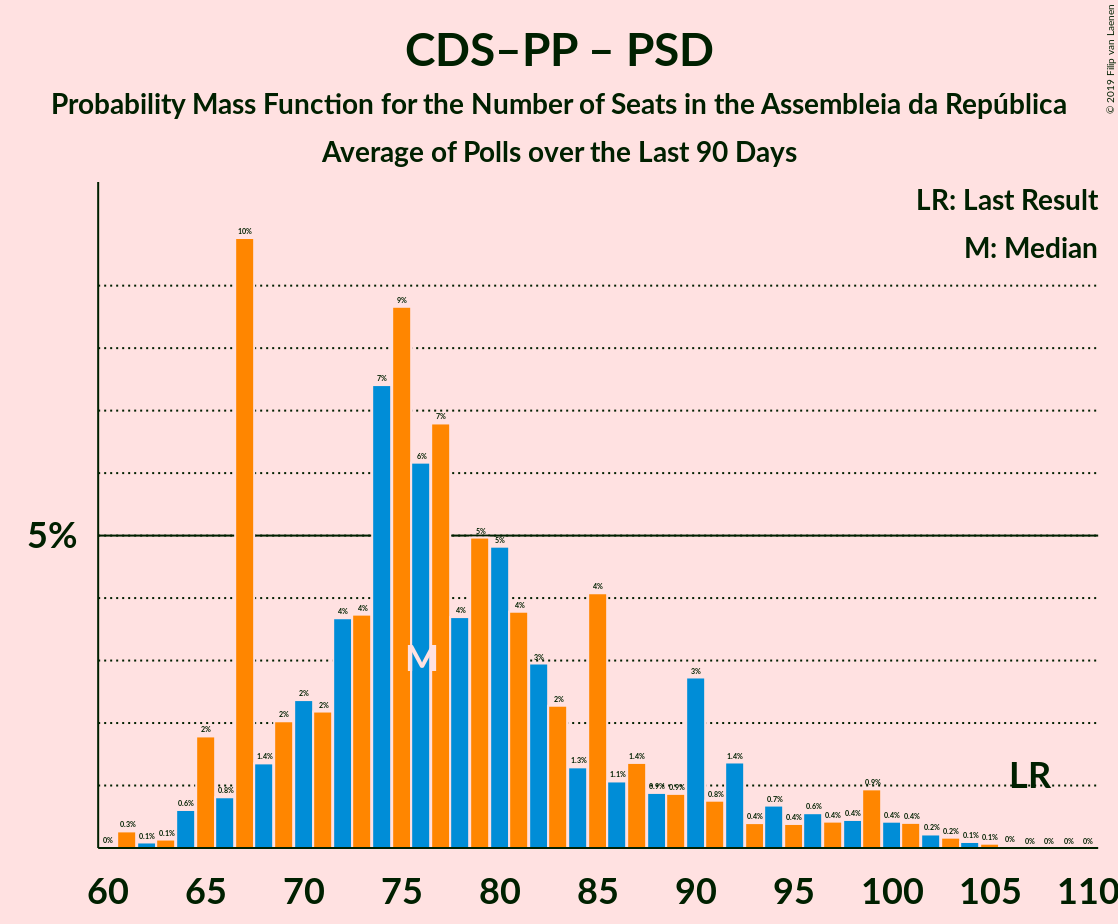 CDS–PP – PSD
Probability Mass Function for the Number of Seats in the Assembleia da República
Average of Polls over the Last 90 Days
© 2019 Filip van Laenen
LR: Last Result
M: Median
5%
0% 0.3% 0.1% 0.1% 0.6% 2% 0.8% 10% 1.4% 2% 2% 2% 4% 4% 7% 9% 6% 7% 4% 5% 5% 4% 3% 2% 1.3% 4% 1.1% 1.4% 0.9% 0.9% 3% 0.8% 1.4% 0.4% 0.7% 0.4% 0.6% 0.4% 0.4% 0.9% 0.4% 0.4% 0.2% 0.2% 0.1% 0.1% 0% 0% 0% 0% 0%
M
LR
60 65 70 75 80 85 90 95 100 105 110